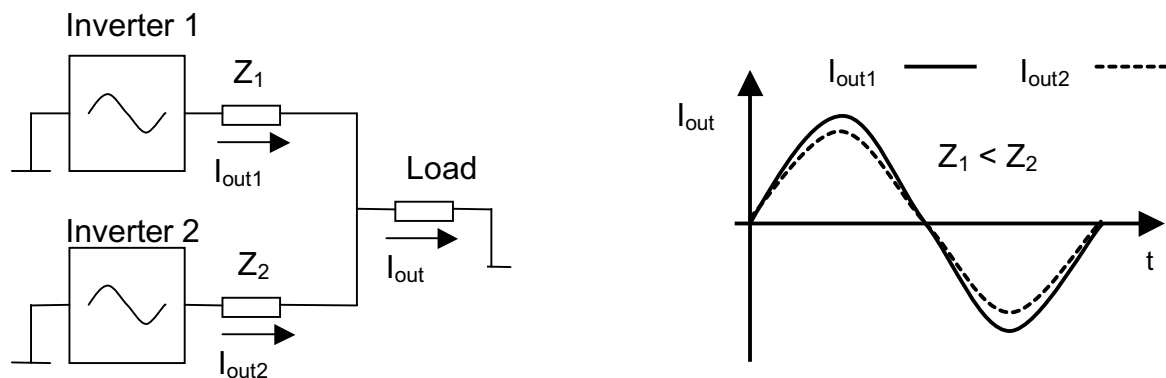 Inverter 1
Z1
Iout1
Load
Iout
Inverter 2
Z2
Iout2
Iout1
Iout2
Iout
Z1 < Z2
t